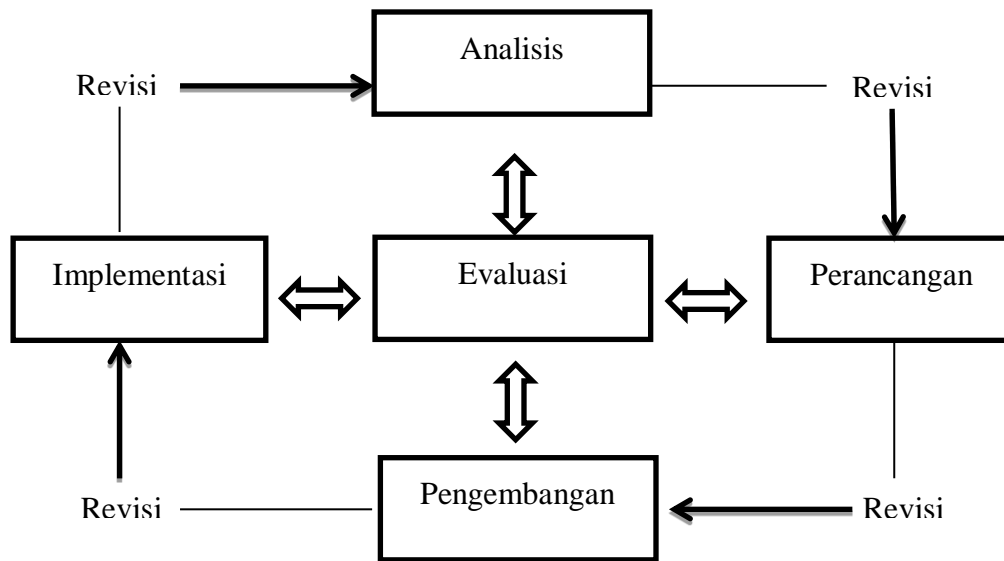 Analisis
Revisi
Revisi
Implementasi
Evaluasi
Perancangan
Pengembangan
Revisi
Revisi